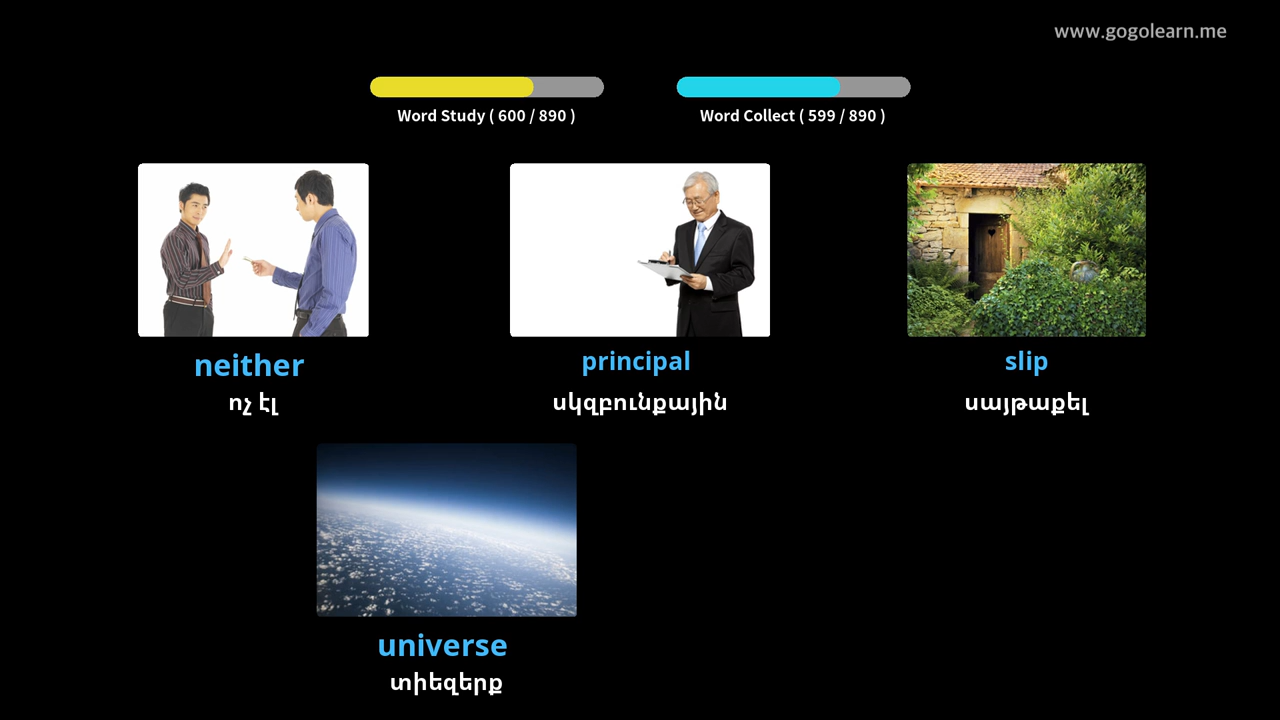 www.gogolearn.me
Word Study ( 600 / 890 )
Word Collect ( 599 / 890 )
neither
ոչ էլ
principal
սկզբունքային
slip
սայթաքել
universe
տիեզերք